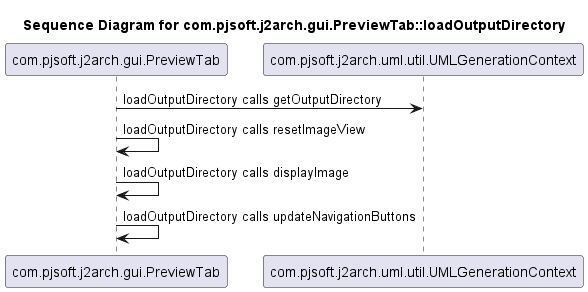 Sequence Diagram for com.pjsoft.j2arch.gui.PreviewTab::loadOutputDirectory
com.pjsoft.j2arch.gui.PreviewTab com.pjsoft.j2arch.uml.util.UMLGenerationContext
loadOutputDirectory calls getOutputDirectory
loadOutputDirectory calls resetImageView
loadOutputDirectory calls displayImage
loadOutputDirectory calls updateNavigationButtons
com.pjsoft.j2arch.gui.PreviewTab com.pjsoft.j2arch.uml.util.UMLGenerationContext